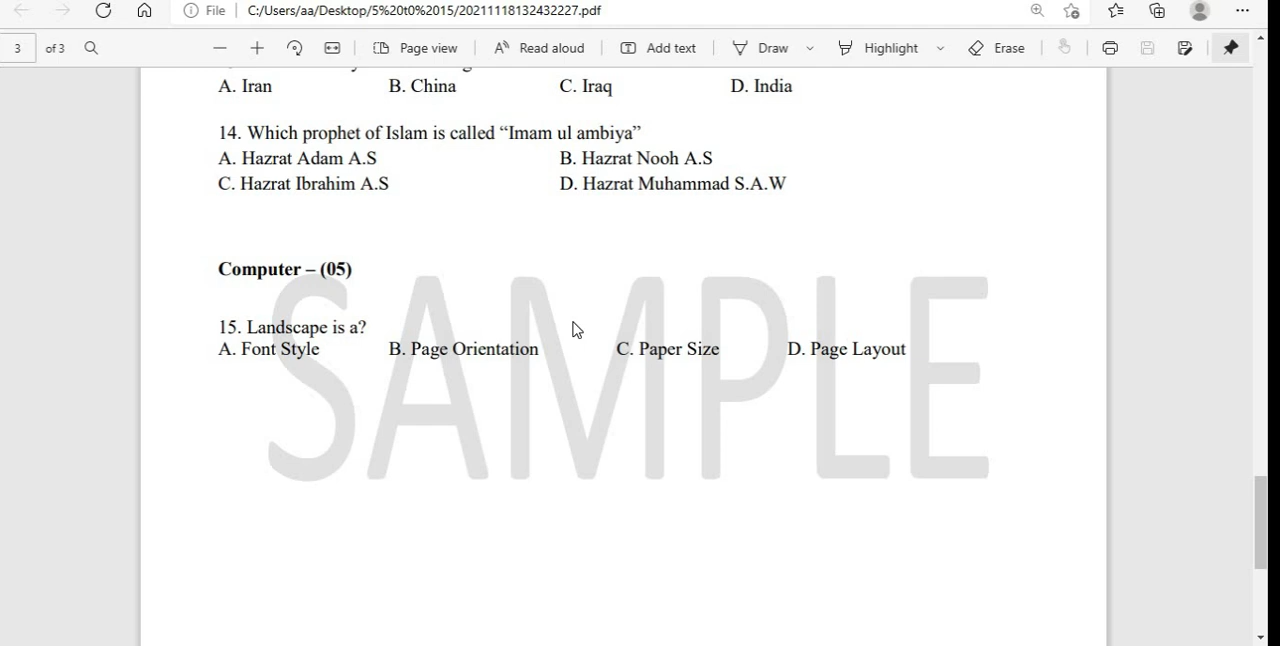 File C:/Users/aa/Desktop/5%20t0%2015/20211118132432227.pdf
3 of 3 Page view Read aloud Add text Draw Highlight Erase
A. Iran B. China C. Iraq D. India
14. Which prophet of Islam is called “Imam ul ambiya”
A. Hazrat Adam A.S B. Hazrat Nooh A.S
C. Hazrat Ibrahim A.S D. Hazrat Muhammad S.A.W
Computer – (05)
15. Landscape is a?
A. Font Style B. Page Orientation C. Paper Size D. Page Layout
SAMPLE